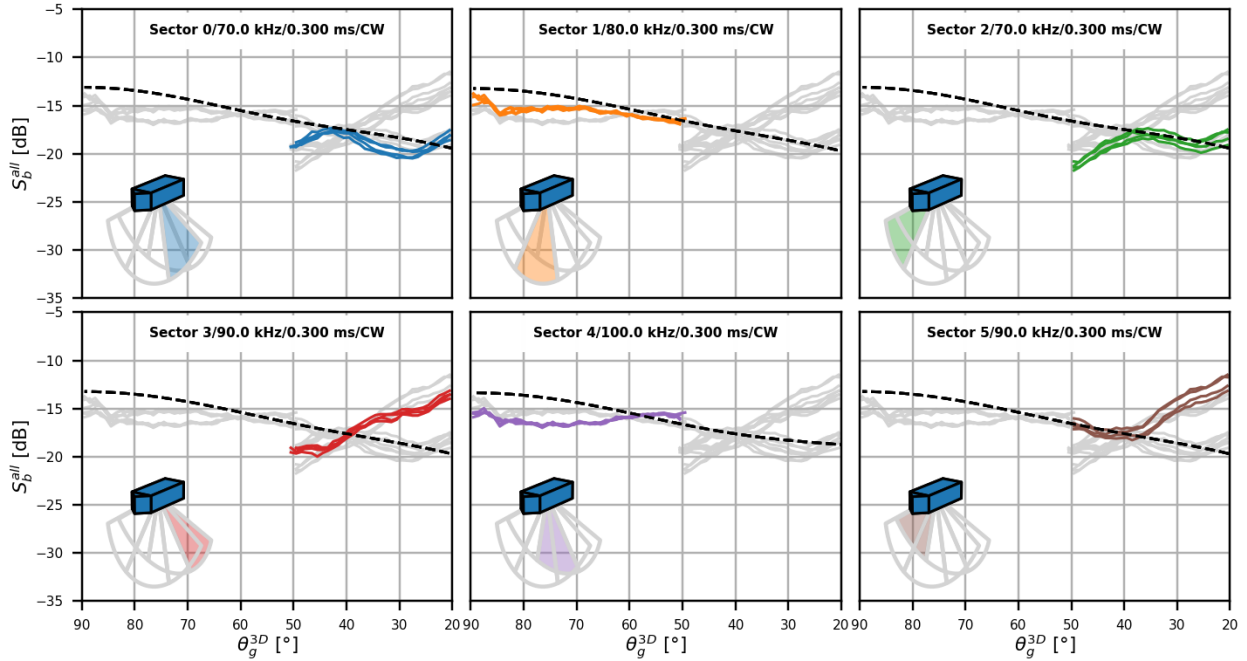 Sector 0/70.0 kHz/0.300 ms/CW
Sector 1/80.0 kHz/0.300 ms/CW
Sector 2/70.0 kHz/0.300 ms/CW
−5
−10
−15
−20
−25
−30
−35
S_b^{all} [dB]
Sector 3/90.0 kHz/0.300 ms/CW
Sector 4/100.0 kHz/0.300 ms/CW
Sector 5/90.0 kHz/0.300 ms/CW
−5
−10
−15
−20
−25
−30
−35
S_b^{all} [dB]
90 80 70 60 50 40 30 20
90 80 70 60 50 40 30 20
90 80 70 60 50 40 30 20
θ_g^{3D} [°]
θ_g^{3D} [°]
θ_g^{3D} [°]